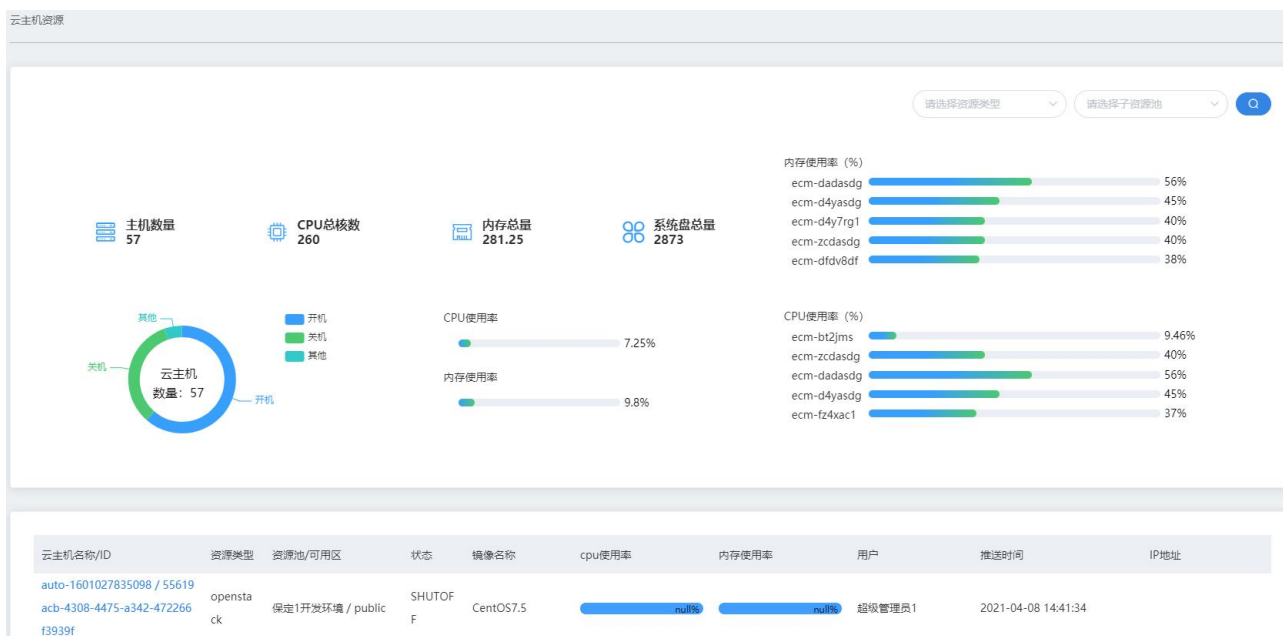 云主机资源
请选择资源类型 请选择子资源池
内存使用率（%）
ecm-dadasdg 56%
ecm-d4yasdg 45%
ecm-d4y7rg1 40%
ecm-zcdasdg 40%
ecm-dfdv8df 38%
主机数量
57
CPU总核数
260
内存总量
281.25
系统盘总量
2873
其他
关机
开机
云主机
数量：57
开机
关机
其他
CPU使用率
7.25%
内存使用率
9.8%
CPU使用率（%）
ecm-bt2jms 9.46%
ecm-zcdasdg 40%
ecm-dadasdg 56%
ecm-d4yasdg 45%
ecm-fz4xac1 37%
云主机名称/ID 资源类型 资源池/可用区 状态 镜像名称 cpu使用率 内存使用率 用户 推送时间 IP地址
auto-1601027835098 / 55619
acb-4308-4475-a342-472266
f3939f
opensta
ck
保定1开发环境 / public
SHUTOF
F
CentOS7.5
null%
null%
超级管理员1
2021-04-08 14:41:34